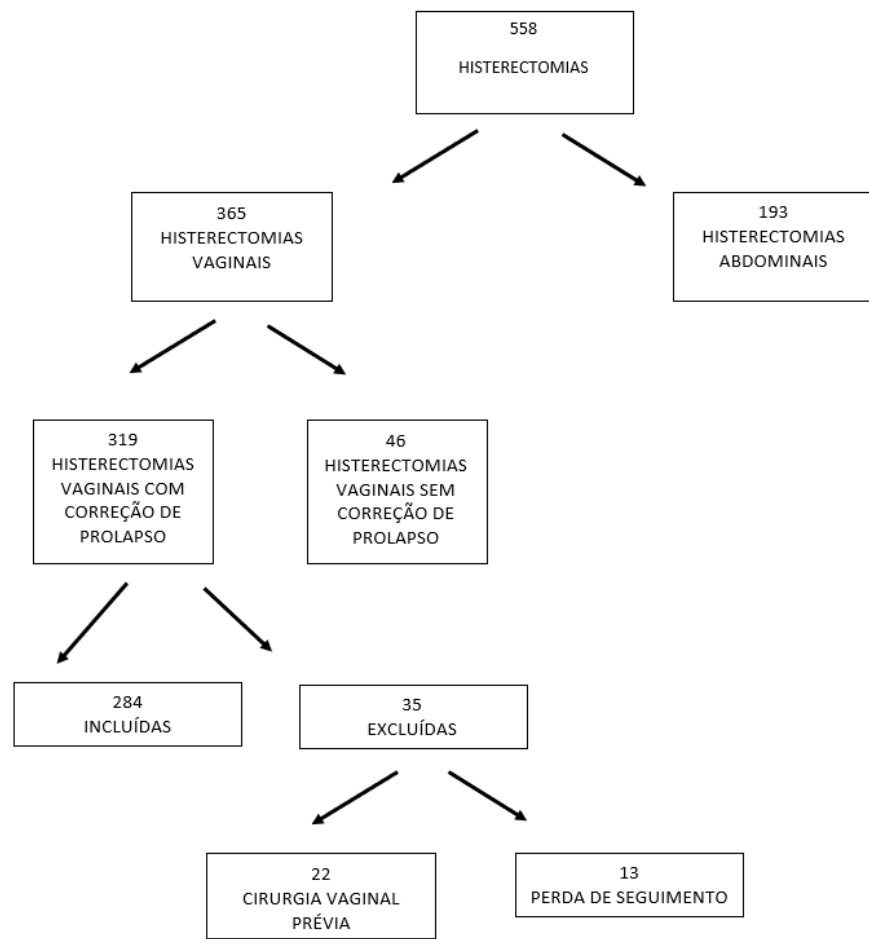 558
HISTERECTOMIAS
365
HISTERECTOMIAS
VAGINAIS
193
HISTERECTOMIAS
ABDOMINAIS
319
HISTERECTOMIAS
VAGINAIS COM
CORREÇÃO DE
PROLAPSO
46
HISTERECTOMIAS
VAGINAIS SEM
CORREÇÃO DE
PROLAPSO
284
INCLUÍDAS
35
EXCLUÍDAS
22
CIRURGIA VAGINAL
PRÉVIA
13
PERDA DE SEGUIMENTO